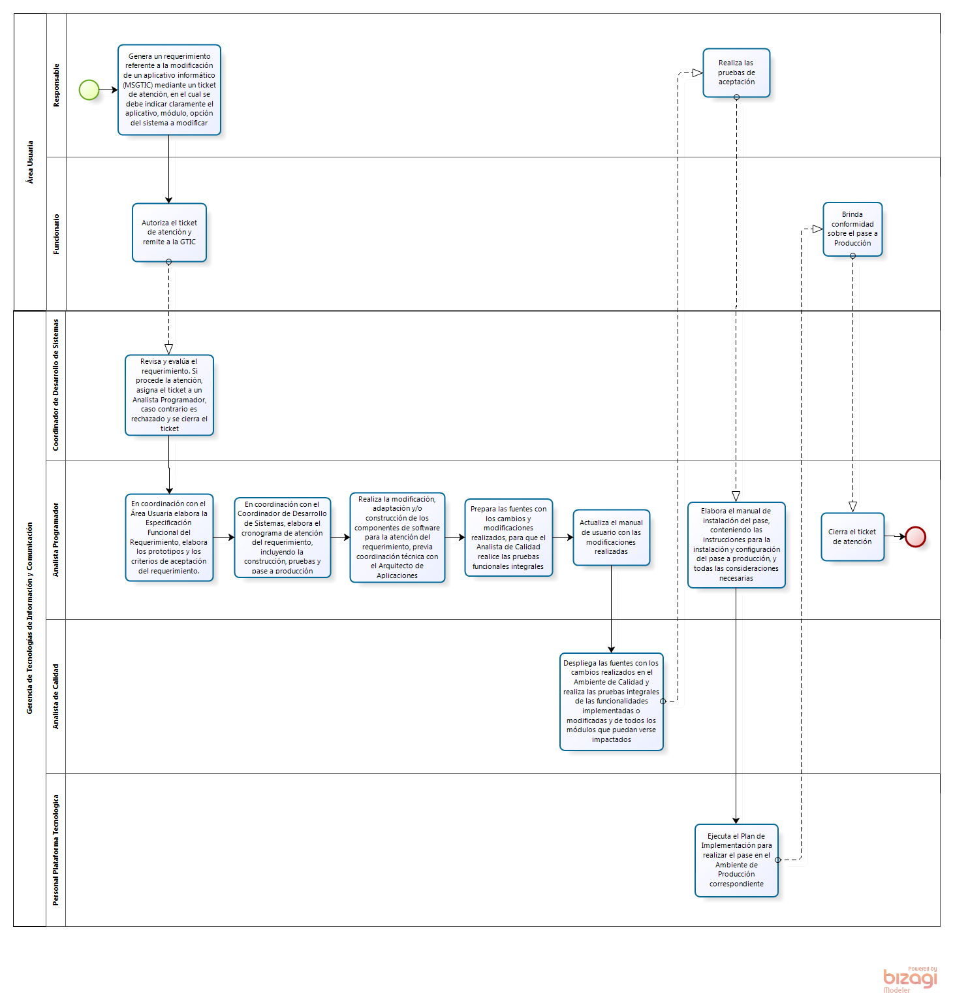 Área Usuaria
Responsable
Genera un requerimiento
referente a la modificación
de un aplicativo informático
(MSGTIC) mediante un ticket
de atención, en el cual se
debe indicar claramente el
aplicativo, módulo, opción
del sistema a modificar
Realiza las
pruebas de
aceptación
Funcionario
Autoriza el ticket
de atención y
remite a la GTIC
Brinda
conformidad
sobre el pase a
Producción
Gerencia de Tecnologías de Información y Comunicación
Coordinador de Desarrollo de Sistemas
Revisa y evalúa el
requerimiento. Si
procede la atención,
asigna el ticket a un
Analista Programador,
caso contrario es
rechazado y se cierra el
ticket
Analista Programador
En coordinación con el
Área Usuaria elabora la
Especificación
Funcional del
Requerimiento, elabora
los prototipos y los
criterios de aceptación
del requerimiento.
En coordinación con el
Coordinador de Desarrollo
de Sistemas, elabora el
cronograma de atención
del requerimiento,
incluyendo la
construcción, pruebas y
pase a producción
Realiza la modificación,
adaptación y/o
construcción de los
componentes de software
para la atención del
requerimiento, previa
coordinación técnica con
el Arquitecto de
Aplicaciones
Prepara las fuentes con
los cambios y
modificaciones
realizados, para que el
Analista de Calidad
realice las pruebas
funcionales integrales
Actualiza el manual
de usuario con las
modificaciones
realizadas
Elabora el manual de
instalación del pase,
conteniendo las
instrucciones para la
instalación y configuración
del pase a producción, y
todas las consideraciones
necesarias
Cierra el ticket
de atención
Analista de Calidad
Despliega las fuentes con los
cambios realizados en el
Ambiente de Calidad y
realiza las pruebas integrales
de las funcionalidades
implementadas o
modificadas y de todos los
módulos que puedan verse
impactados
Personal Plataforma Tecnologica
Ejecuta el Plan de
Implementación para
realizar el pase en el
Ambiente de
Producción
correspondiente
Powered by
bizagi
Modeler